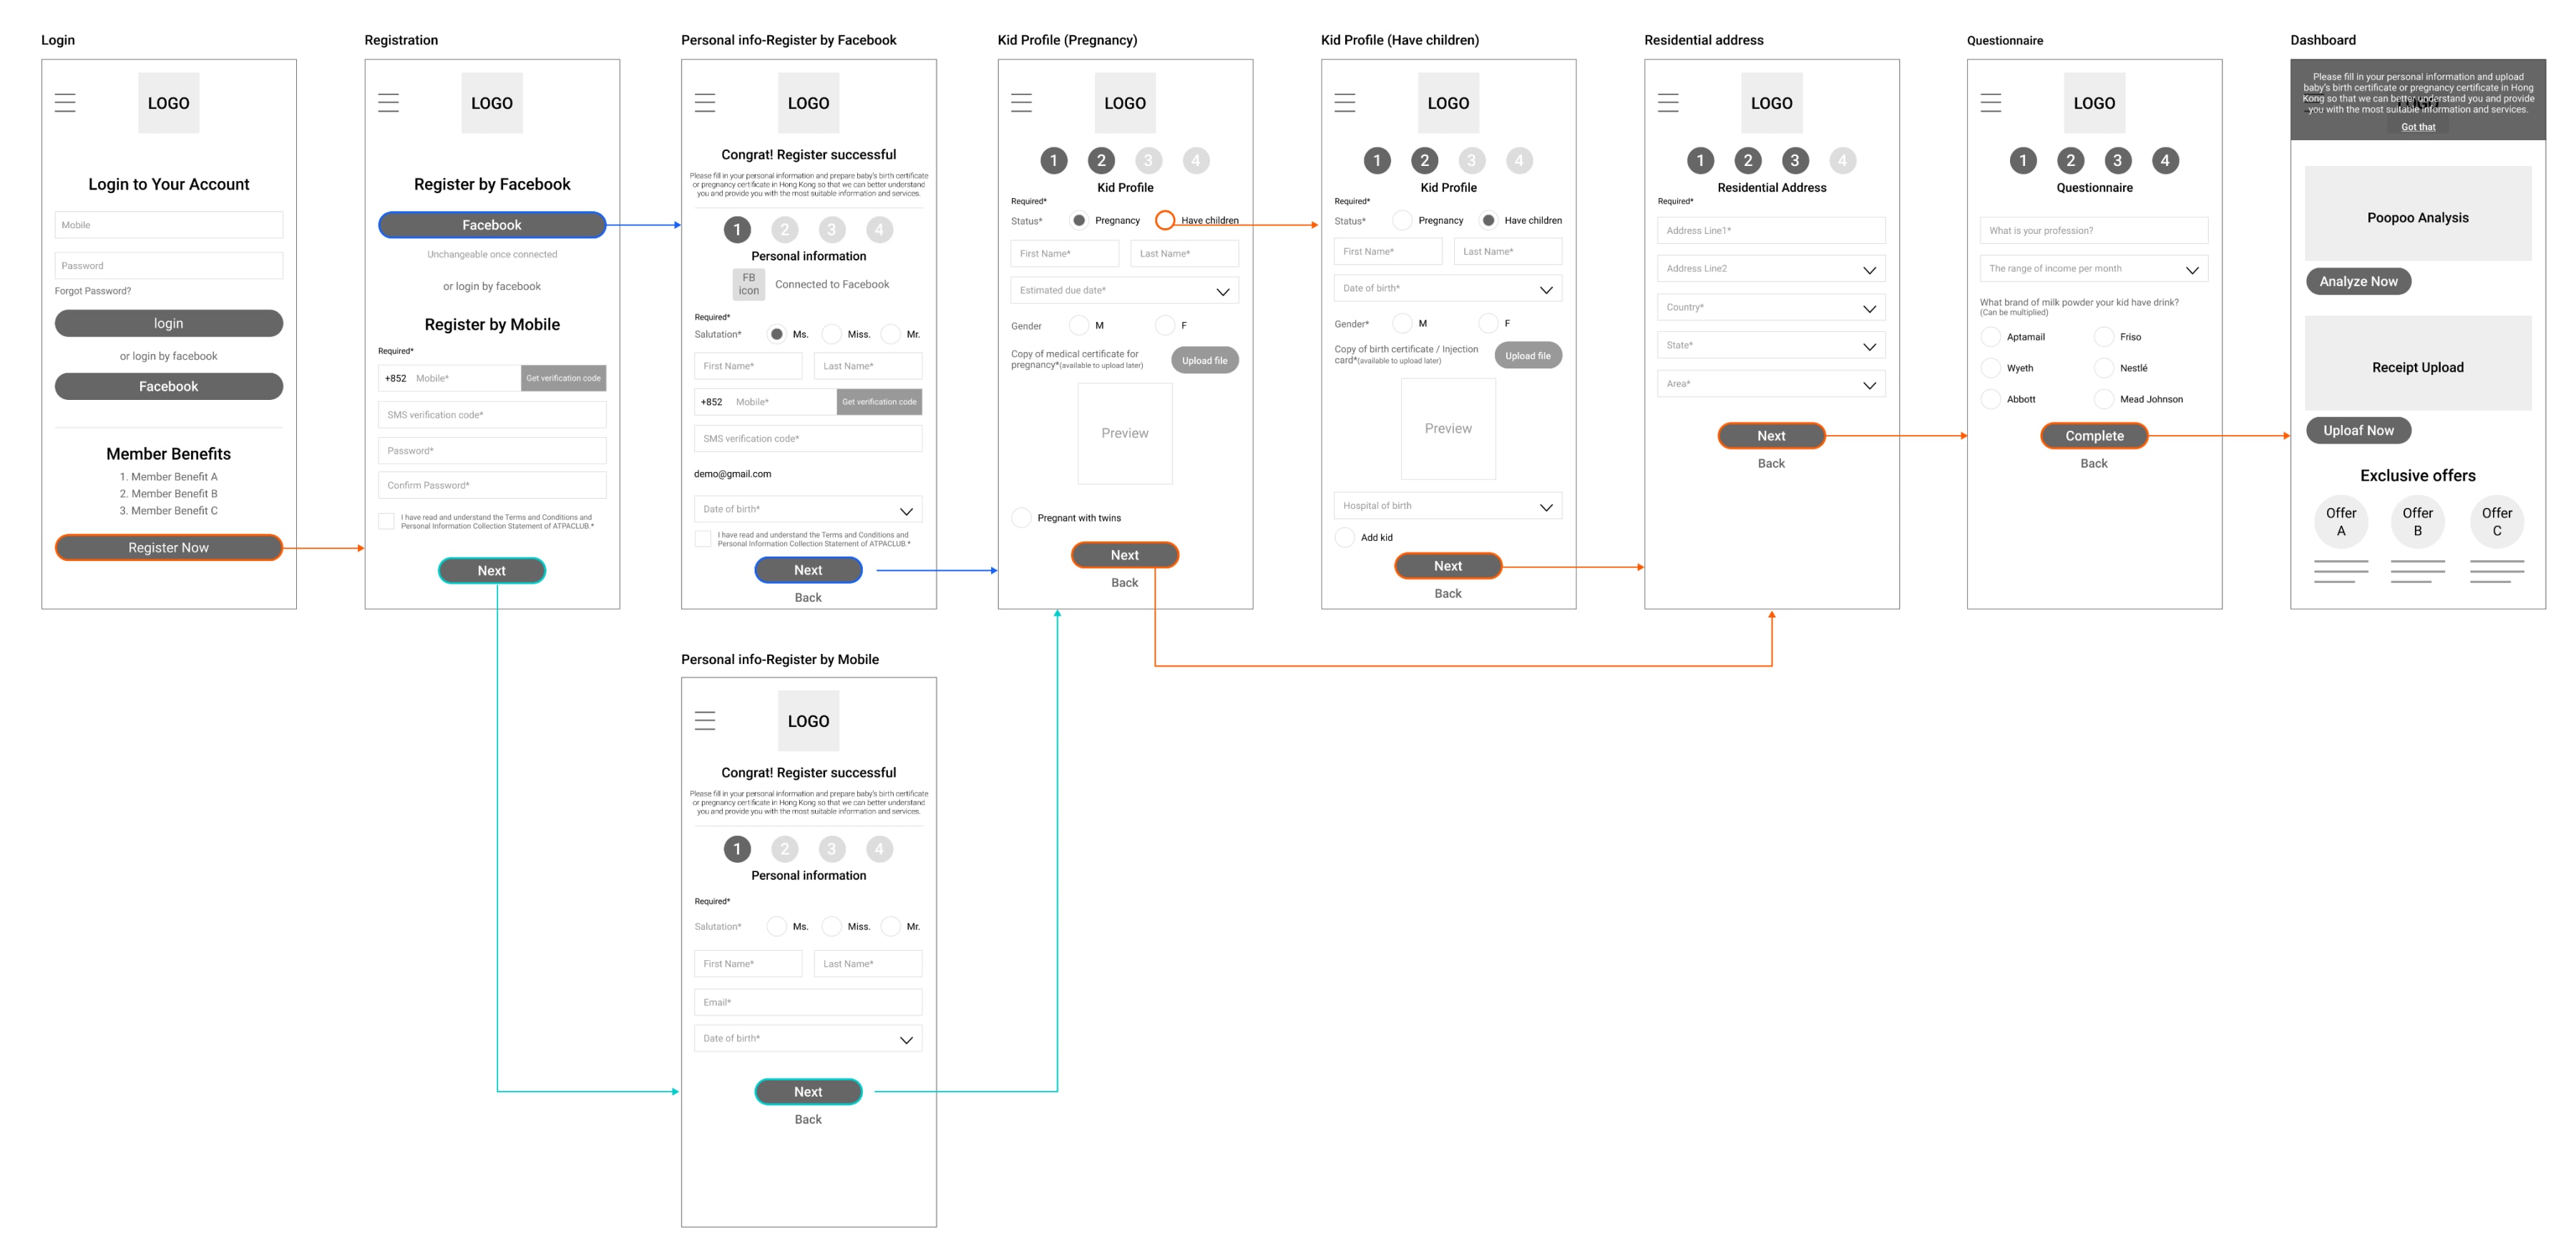 Login
LOGO
Login to Your Account
Mobile
Password
Forgot Password?
login
or login by facebook
Facebook
Member Benefits
1. Member Benefit A
2. Member Benefit B
3. Member Benefit C
Register Now
Registration
LOGO
Register by Facebook
Facebook
Unchangeable once connected
or login by facebook
Register by Mobile
Required*
+852 Mobile* Get verification code
SMS verification code*
Password*
Confirm Password*
I have read and understand the Terms and Conditions and
Personal Information Collection Statement of ATPACLUB.*
Next
Personal info-Register by Facebook
LOGO
Congrat! Register successful
Please fill in your personal information and prepare baby's birth certificate
or pregnancy certificate in Hong Kong so that we can better understand
you and provide you with the most suitable information and services.
1 2 3 4
Personal information
FB
icon
Connected to Facebook
Required*
Salutation* Ms. Miss. Mr.
First Name* Last Name*
+852 Mobile* Get verification code
SMS verification code*
demo@gmail.com
Date of birth*
I have read and understand the Terms and Conditions and
Personal Information Collection Statement of ATPACLUB.*
Next
Back
Kid Profile (Pregnancy)
LOGO
1 2 3 4
Kid Profile
Required*
Status* Pregnancy Have children
First Name* Last Name*
Estimated due date*
Gender M F
Copy of medical certificate for
pregnancy*(available to upload later)
Upload file
Preview
Pregnant with twins
Next
Back
Kid Profile (Have children)
LOGO
1 2 3 4
Kid Profile
Required*
Status* Pregnancy Have children
First Name* Last Name*
Date of birth*
Gender* M F
Copy of birth certificate / Injection
card*(available to upload later)
Upload file
Preview
Hospital of birth
Add kid
Next
Back
Residential address
LOGO
1 2 3 4
Residential Address
Required*
Address Line1*
Address Line2
Country*
State*
Area*
Next
Back
Questionnaire
LOGO
1 2 3 4
Questionnaire
What is your profession?
The range of income per month
What brand of milk powder your kid have drink?
(Can be multiplied)
Aptamail Friso
Wyeth Nestlé
Abbott Mead Johnson
Complete
Back
Dashboard
Please fill in your personal information and upload
baby's birth certificate or pregnancy certificate in Hong
Kong so that we can better understand you and provide
you with the most suitable information and services.
LOGO
Got that
Poopoo Analysis
Analyze Now
Receipt Upload
Uploaf Now
Exclusive offers
Offer
A
Offer
B
Offer
C
Personal info-Register by Mobile
LOGO
Congrat! Register successful
Please fill in your personal information and prepare baby's birth certificate
or pregnancy certificate in Hong Kong so that we can better understand
you and provide you with the most suitable information and services.
1 2 3 4
Personal information
Required*
Salutation* Ms. Miss. Mr.
First Name* Last Name*
Email*
Date of birth*
Next
Back